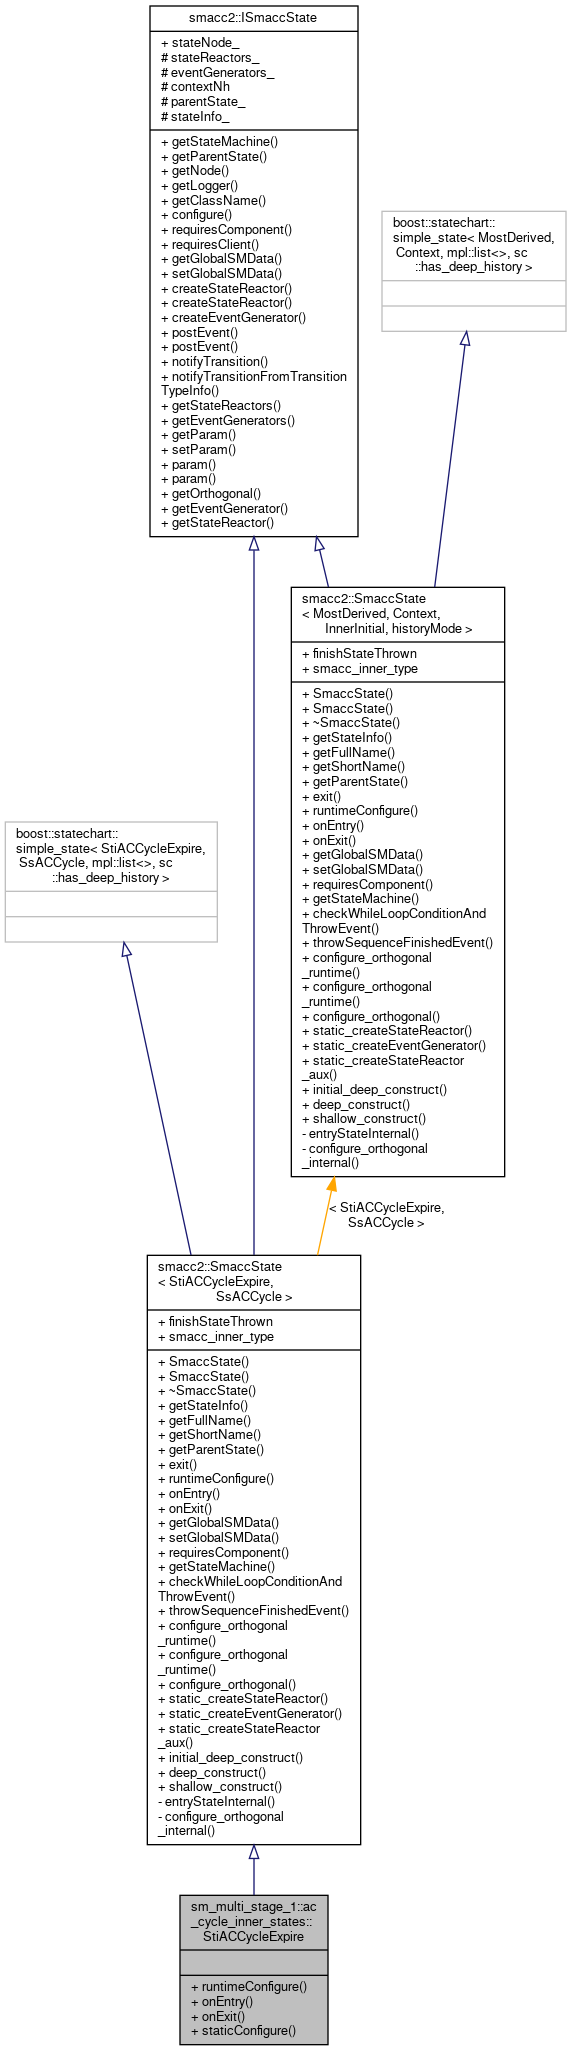 smacc2::ISmaccState
+ stateNode_
# stateReactors_
# eventGenerators_
# contextNh
# parentState_
# stateInfo_
+ getStateMachine()
+ getParentState()
+ getNode()
+ getLogger()
+ getClassName()
+ configure()
+ requiresComponent()
+ requiresClient()
+ getGlobalSMData()
+ setGlobalSMData()
+ createStateReactor()
+ createStateReactor()
+ createEventGenerator()
+ postEvent()
+ postEvent()
+ notifyTransition()
+ notifyTransitionFromTransition
TypeInfo()
+ getStateReactors()
+ getEventGenerators()
+ getParam()
+ setParam()
+ param()
+ param()
+ getOrthogonal()
+ getEventGenerator()
+ getStateReactor()
boost::statechart::
simple_state< MostDerived,
Context, mpl::list<>, sc
::has_deep_history >
smacc2::SmaccState
< MostDerived, Context,
InnerInitial, historyMode >
+ finishStateThrown
+ smacc_inner_type
+ SmaccState()
+ SmaccState()
+ ~SmaccState()
+ getStateInfo()
+ getFullName()
+ getShortName()
+ getParentState()
+ exit()
+ runtimeConfigure()
+ onEntry()
+ onExit()
+ getGlobalSMData()
+ setGlobalSMData()
+ requiresComponent()
+ getStateMachine()
+ checkWhileLoopConditionAnd
ThrowEvent()
+ throwSequenceFinishedEvent()
+ configure_orthogonal
_runtime()
+ configure_orthogonal
_runtime()
+ configure_orthogonal()
+ static_createStateReactor()
+ static_createEventGenerator()
+ static_createStateReactor
_aux()
+ initial_deep_construct()
+ deep_construct()
+ shallow_construct()
- entryStateInternal()
- configure_orthogonal
_internal()
boost::statechart::
simple_state< StiACCycleExpire,
SsACCycle, mpl::list<>, sc
::has_deep_history >
< StiACCycleExpire,
SsACCycle >
smacc2::SmaccState
< StiACCycleExpire,
SsACCycle >
+ finishStateThrown
+ smacc_inner_type
+ SmaccState()
+ SmaccState()
+ ~SmaccState()
+ getStateInfo()
+ getFullName()
+ getShortName()
+ getParentState()
+ exit()
+ runtimeConfigure()
+ onEntry()
+ onExit()
+ getGlobalSMData()
+ setGlobalSMData()
+ requiresComponent()
+ getStateMachine()
+ checkWhileLoopConditionAnd
ThrowEvent()
+ throwSequenceFinishedEvent()
+ configure_orthogonal
_runtime()
+ configure_orthogonal
_runtime()
+ configure_orthogonal()
+ static_createStateReactor()
+ static_createEventGenerator()
+ static_createStateReactor
_aux()
+ initial_deep_construct()
+ deep_construct()
+ shallow_construct()
- entryStateInternal()
- configure_orthogonal
_internal()
sm_multi_stage_1::ac
_cycle_inner_states::
StiACCycleExpire
+ runtimeConfigure()
+ onEntry()
+ onExit()
+ staticConfigure()